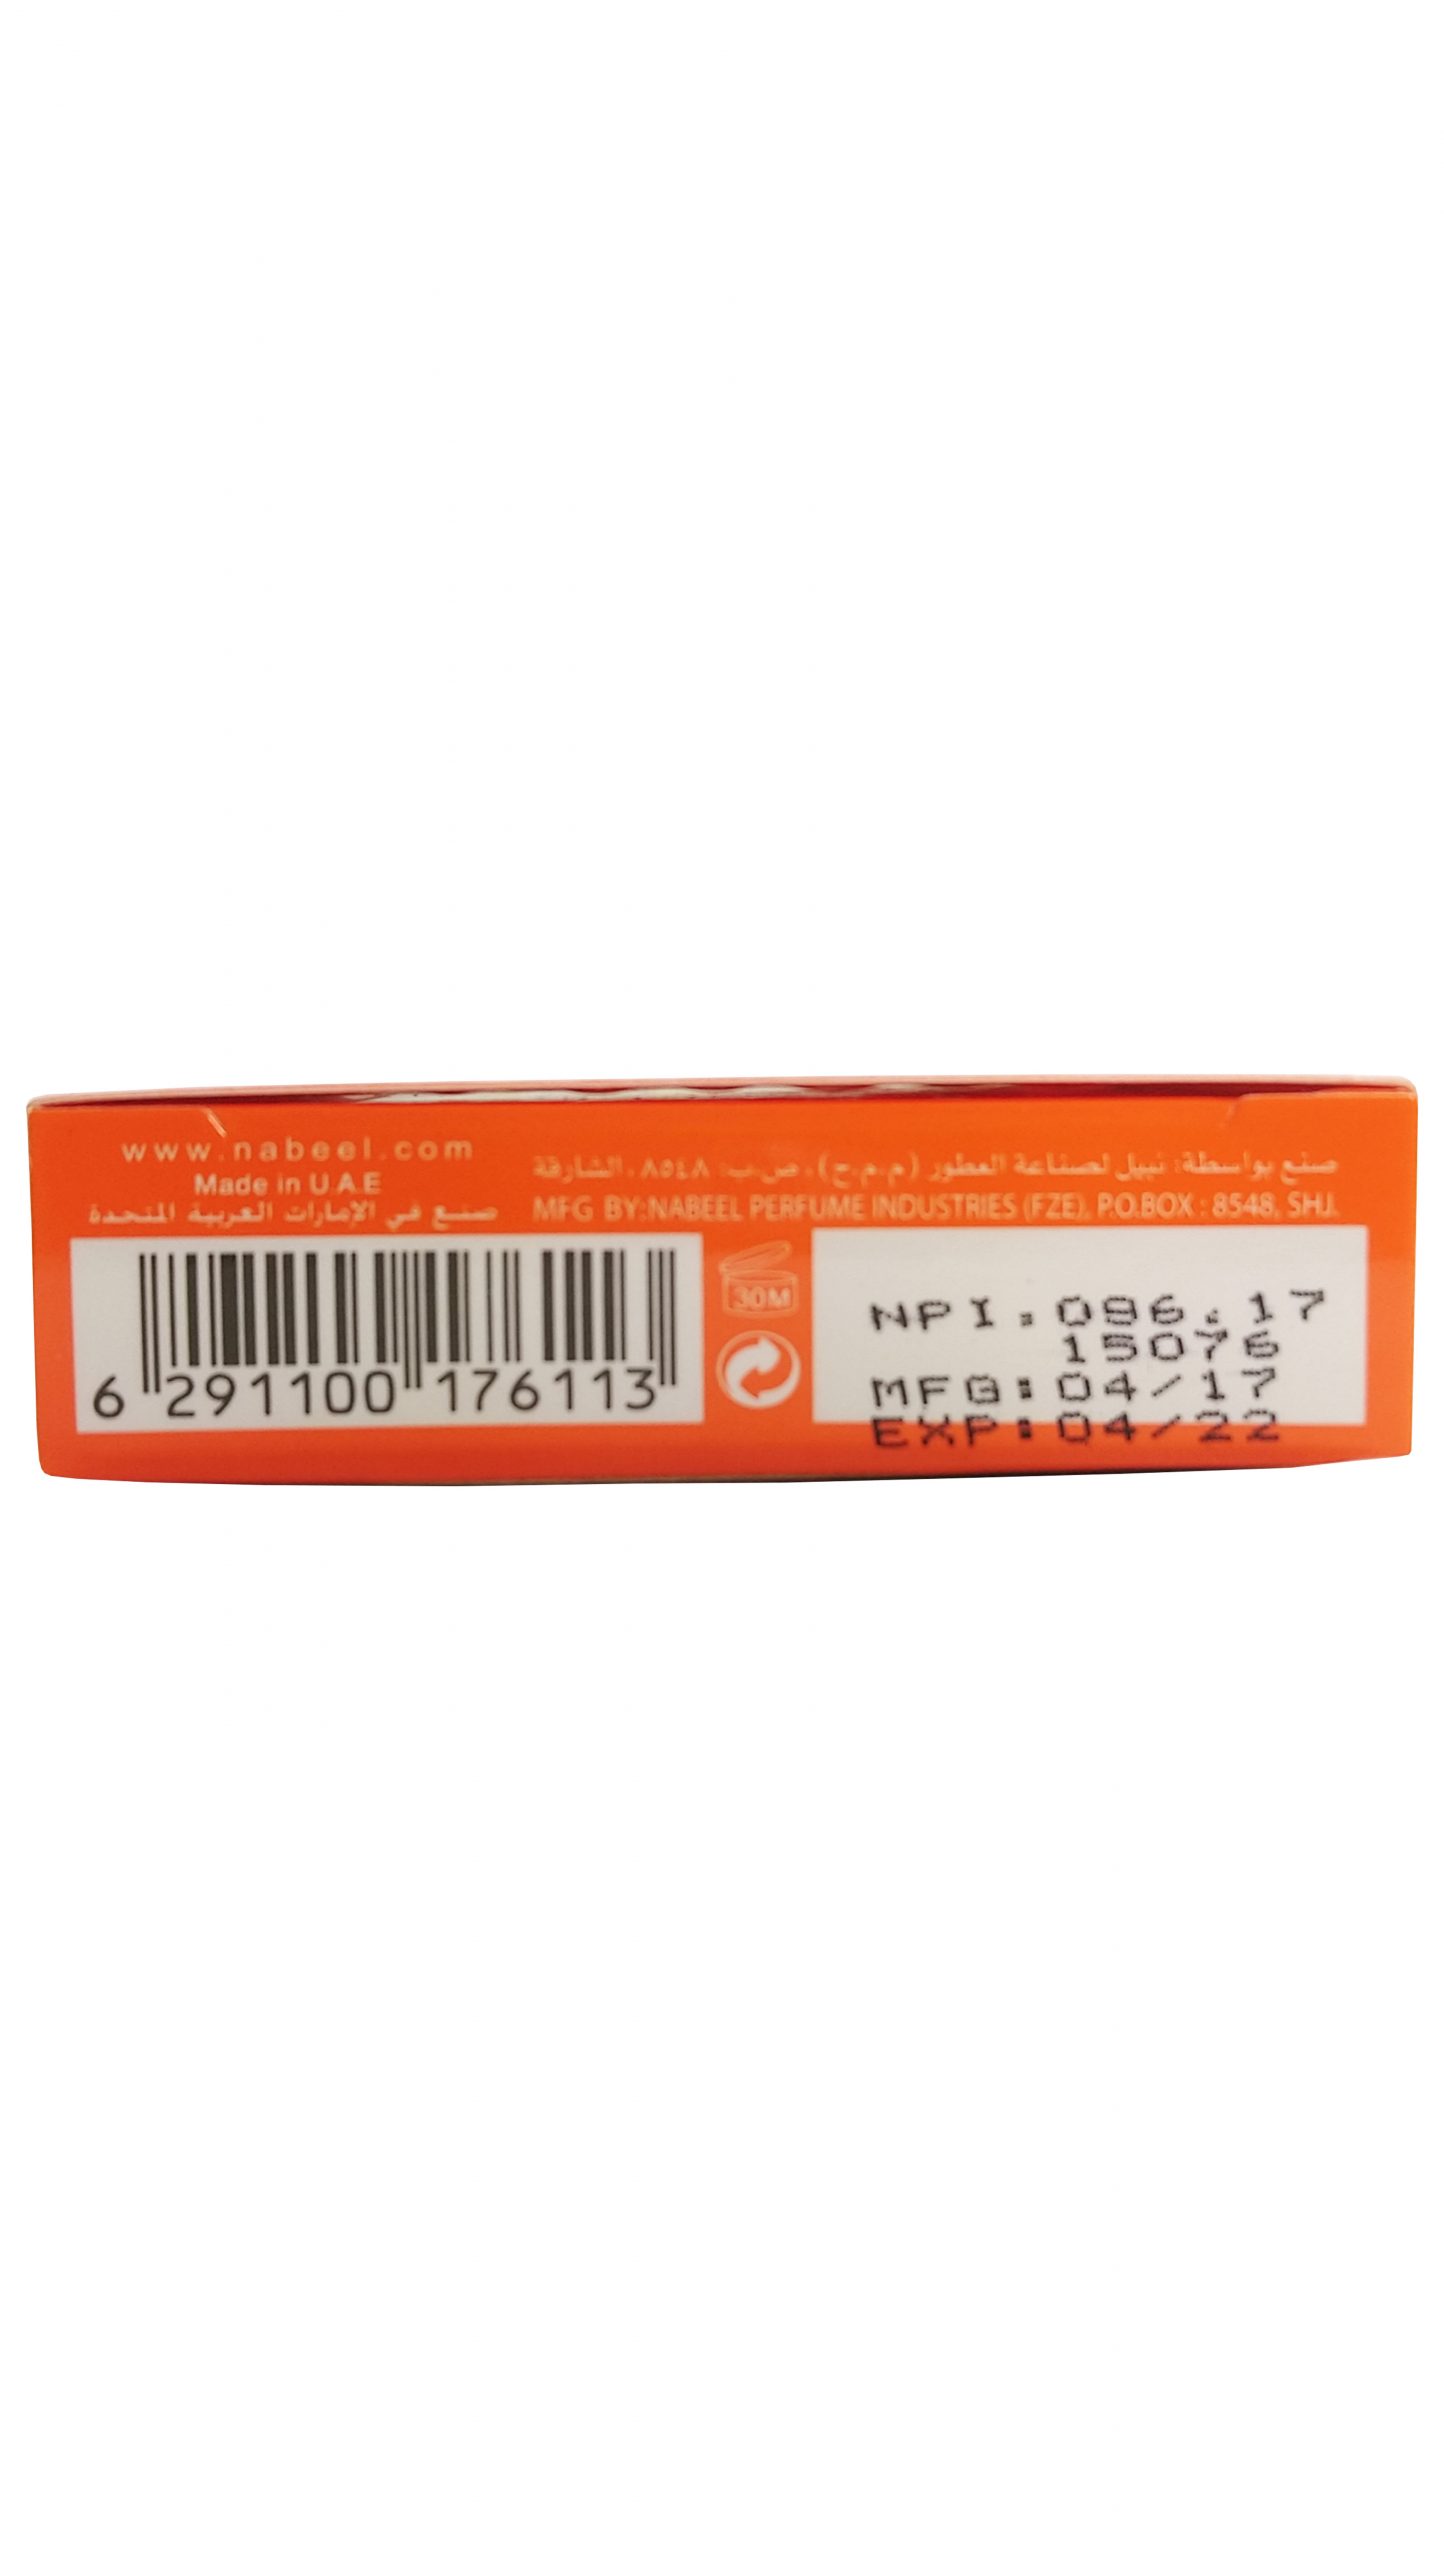 www.nabeel.com
Made in U.A.E
صنع في الإمارات العربية المتحدة
صنع بواسطة: نبيل لصناعة العطور (م.م.ح)، ص.ب: ٨٥٤٨، الشارقة
MFG BY:NABEEL PERFUME INDUSTRIES (FZE), P.O.BOX : 8548, SHJ.
6 291100 176113
30M
NPI.096.17
15076
MFG:04/17
EXP:04/22